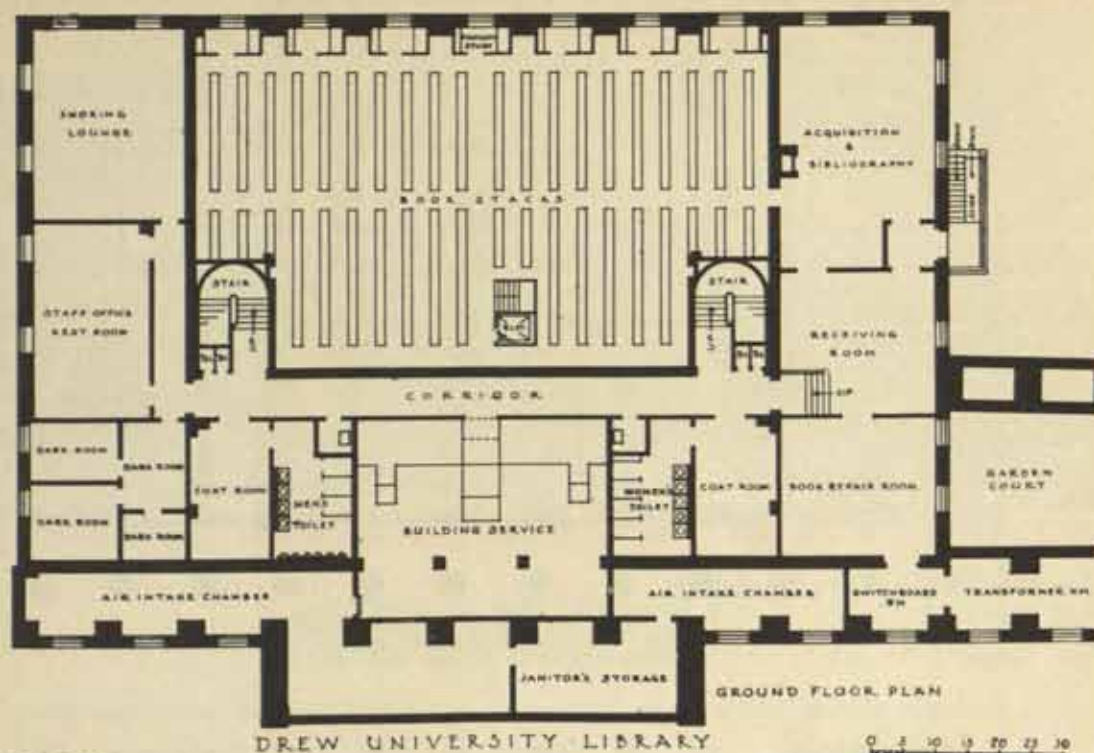 SMOKING
LOUNGE
ACQUISITION
&
BIBLIOGRAPHY
BOOK STACKS
STAIR
STAIR
STAFF OFFICE
REST ROOM
RECEIVING
ROOM
CORRIDOR
UP
DARK ROOM
DARK ROOM
COAT ROOM
MEN'S
TOILET
WOMENS
TOILET
COAT ROOM
BOOK REPAIR ROOM
GARDEN
COURT
DARK ROOM
DARK ROOM
BUILDING SERVICE
AIR INTAKE CHAMBER
AIR INTAKE CHAMBER
SWITCHBOARD
RM
TRANSFORMER RM
JANITOR'S STORAGE
GROUND FLOOR PLAN
DREW UNIVERSITY LIBRARY
0 5 10 15 20 25 30